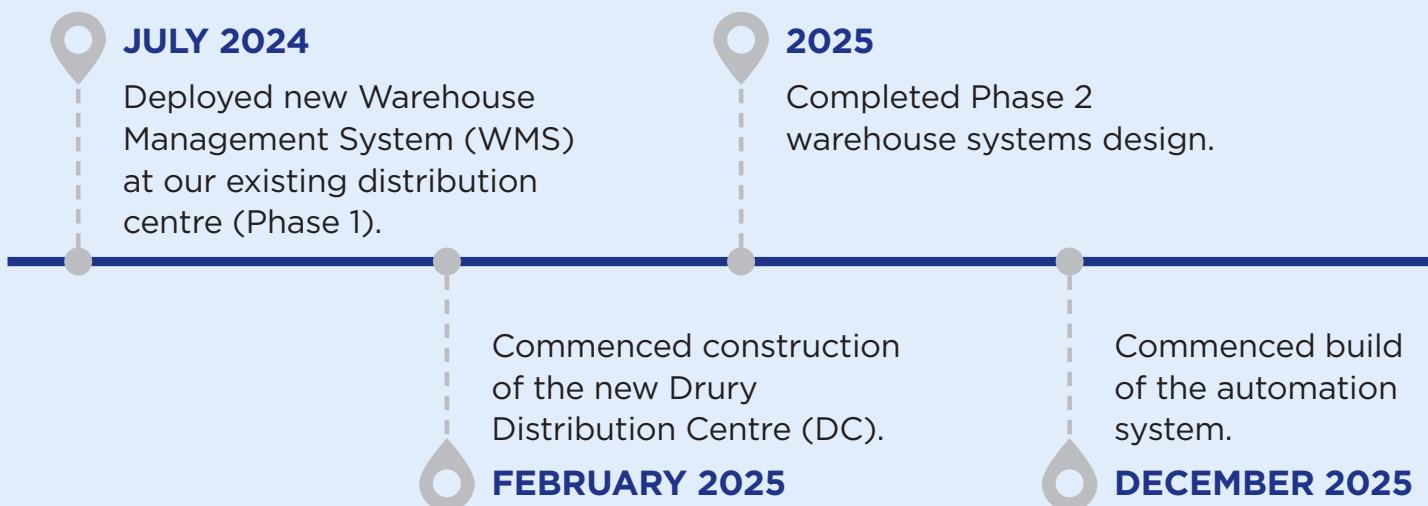 JULY 2024
Deployed new Warehouse
Management System (WMS)
at our existing distribution
centre (Phase 1).
Commenced construction
of the new Drury
Distribution Centre (DC).
FEBRUARY 2025
2025
Completed Phase 2
warehouse systems design.
Commenced build
of the automation
system.
DECEMBER 2025